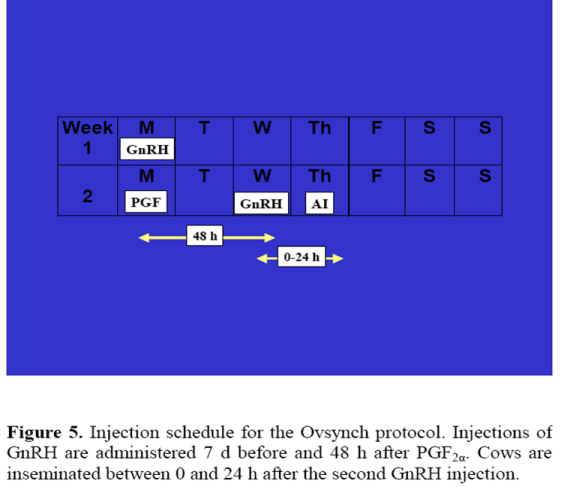 Week M T W Th F S S
1 GnRH
M T W Th F S S
2 PGF GnRH AI
48 h
0-24 h
Figure 5. Injection schedule for the Ovsynch protocol. Injections of
GnRH are administered 7 d before and 48 h after PGF2α. Cows are
inseminated between 0 and 24 h after the second GnRH injection.